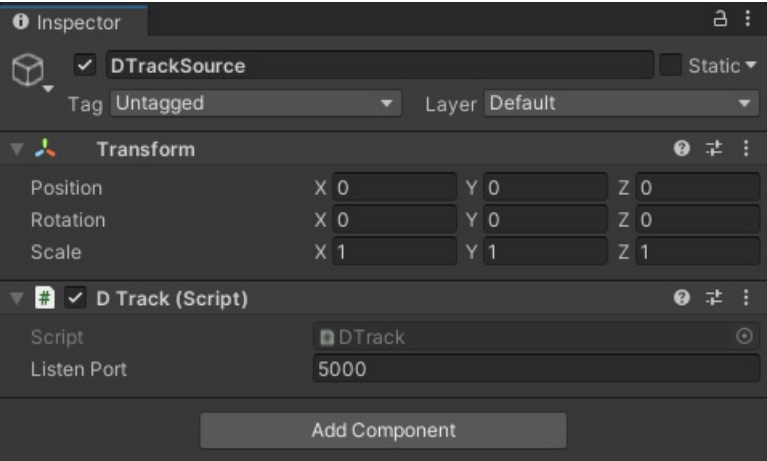 Inspector
DTrackSource Static
Tag Untagged Layer Default
Transform
Position X 0 Y 0 Z 0
Rotation X 0 Y 0 Z 0
Scale X 1 Y 1 Z 1
# D Track (Script)
Script DTrack
Listen Port 5000
Add Component